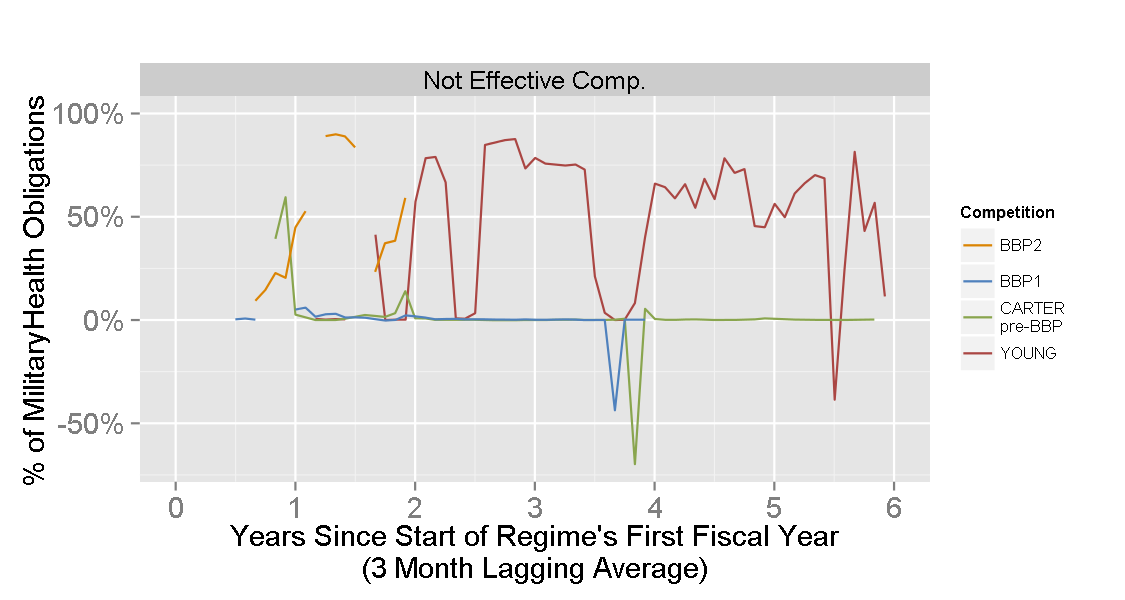 Not Effective Comp.
% of MilitaryHealth Obligations
100%
50%
0%
-50%
0 1 2 3 4 5 6
Years Since Start of Regime's First Fiscal Year
(3 Month Lagging Average)
Competition
BBP2
BBP1
CARTER
pre-BBP
YOUNG